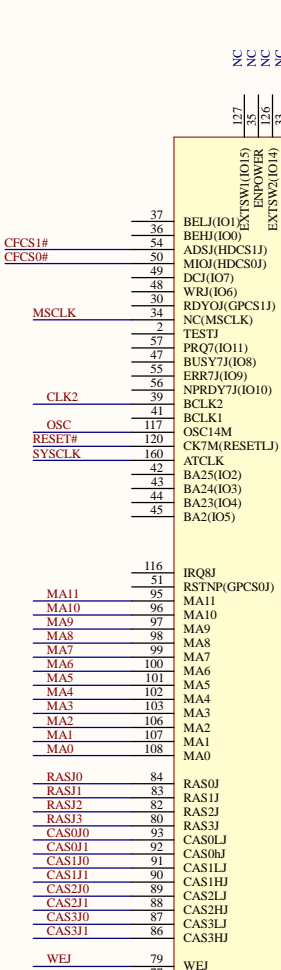 NC NC NC NC
127 35 126 33
EXTSW1(IO15)
ENPOWER
EXTSW2(IO14)
37 BELJ(IO1)
36 BEHJ(IO0)
CFCS1# 54 ADSJ(HDCS1J)
CFCS0# 50 MIOJ(HDCS0J)
49 DCJ(IO7)
48 WRJ(IO6)
30 RDYOJ(GPCS1J)
MSCLK 34 NC(MSCLK)
2 TESTJ
57 PRQ7(IO11)
47 BUSY7J(IO8)
55 ERR7J(IO9)
56 NPRDY7J(IO10)
CLK2 39 BCLK2
41 BCLK1
OSC 117 OSC14M
RESET# 120 CK7M(RESETLJ)
SYSCLK 160 ATCLK
42 BA25(IO2)
43 BA24(IO3)
44 BA23(IO4)
45 BA2(IO5)
116 IRQ8J
51 RSTNP(GPCS0J)
MA11 95 MA11
MA10 96 MA10
MA9 97 MA9
MA8 98 MA8
MA7 99 MA7
MA6 100 MA6
MA5 101 MA5
MA4 102 MA4
MA3 103 MA3
MA2 106 MA2
MA1 107 MA1
MA0 108 MA0
RASJ0 84 RAS0J
RASJ1 83 RAS1J
RASJ2 82 RAS2J
RASJ3 80 RAS3J
CAS0J0 93 CAS0LJ
CAS0J1 92 CAS0hJ
CAS1J0 91 CAS1LJ
CAS1J1 90 CAS1HJ
CAS2J0 89 CAS2LJ
CAS2J1 88 CAS2HJ
CAS3J0 87 CAS3LJ
CAS3J1 86 CAS3HJ
WEJ 79 WEJ
77